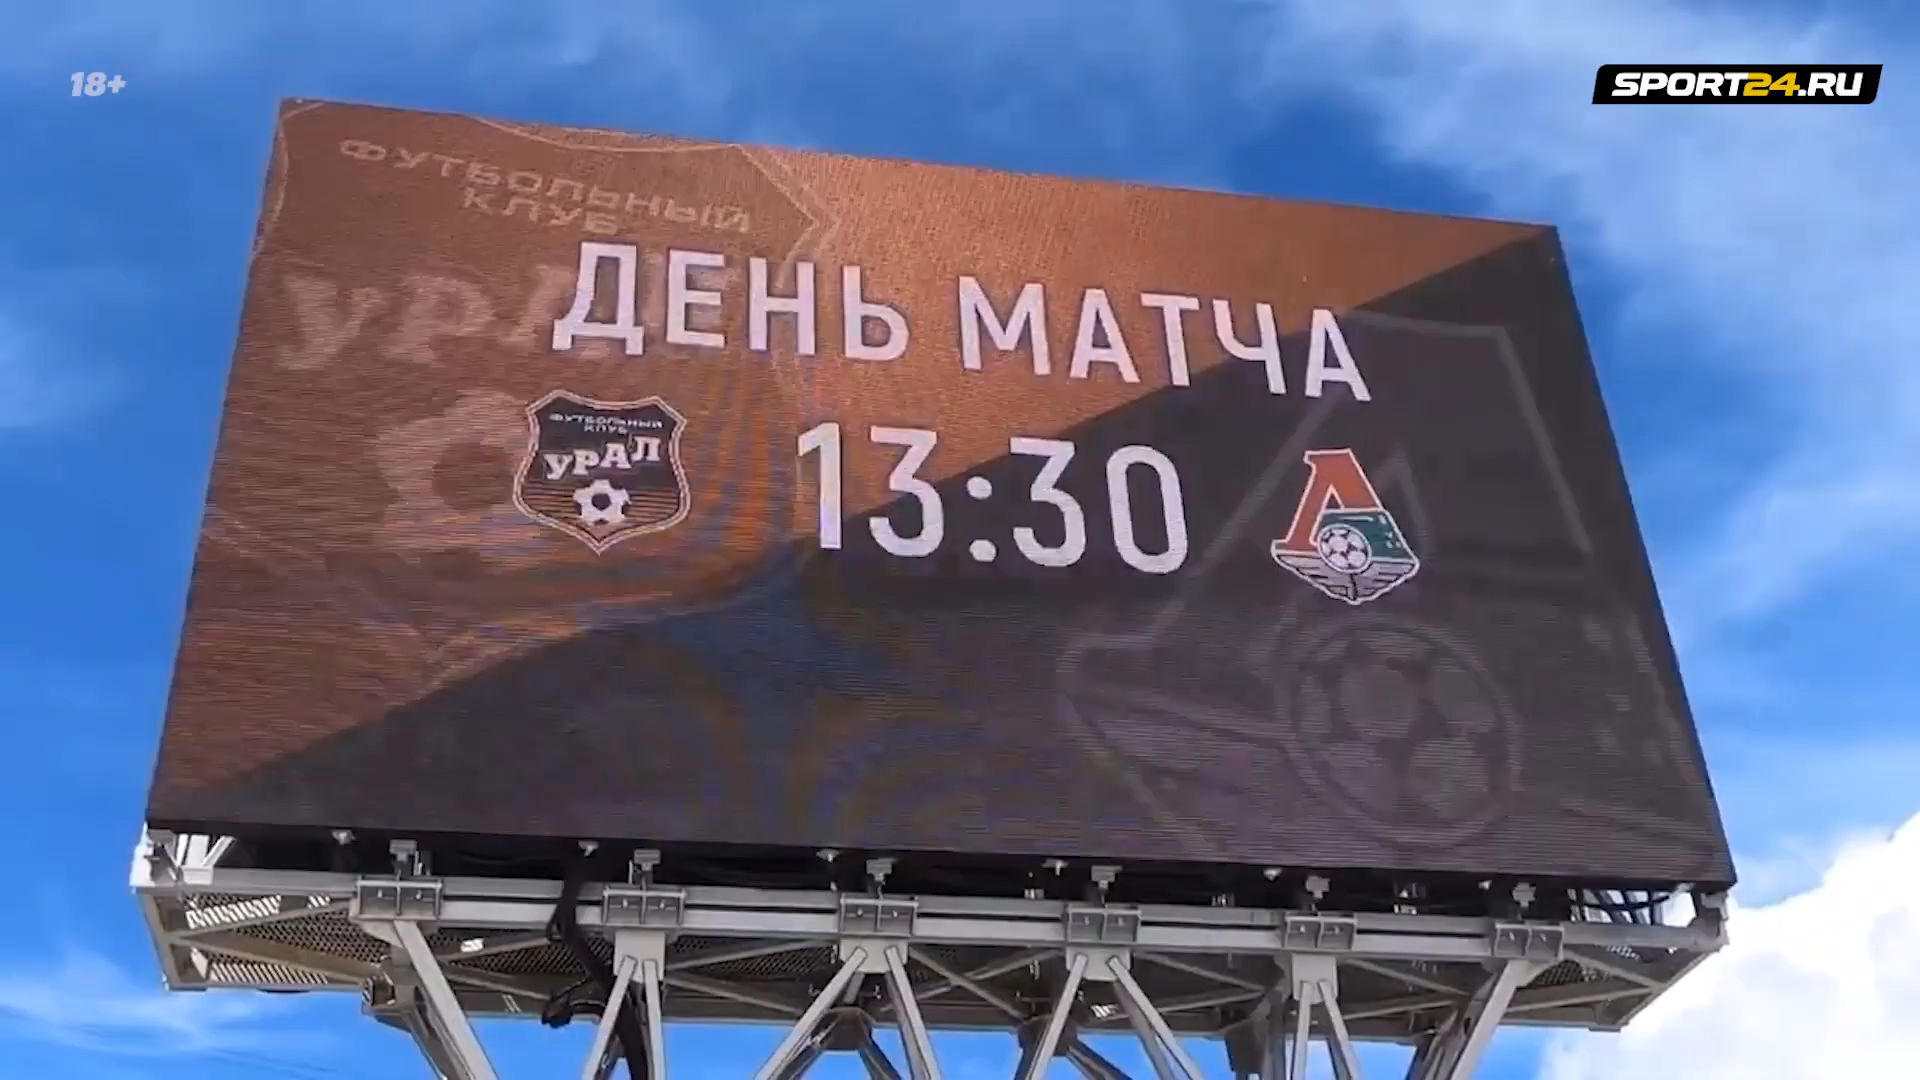 18+
SPORT24.RU
ФУТБОЛЬНЫЙ
КЛУБ
УРАЛ
ДЕНЬ МАТЧА
ФУТБОЛЬНЫЙ
КЛУБ
УРАЛ
13:30
Л